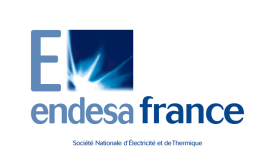 E
endesa france
Société Nationale d'Électricité et de Thermique